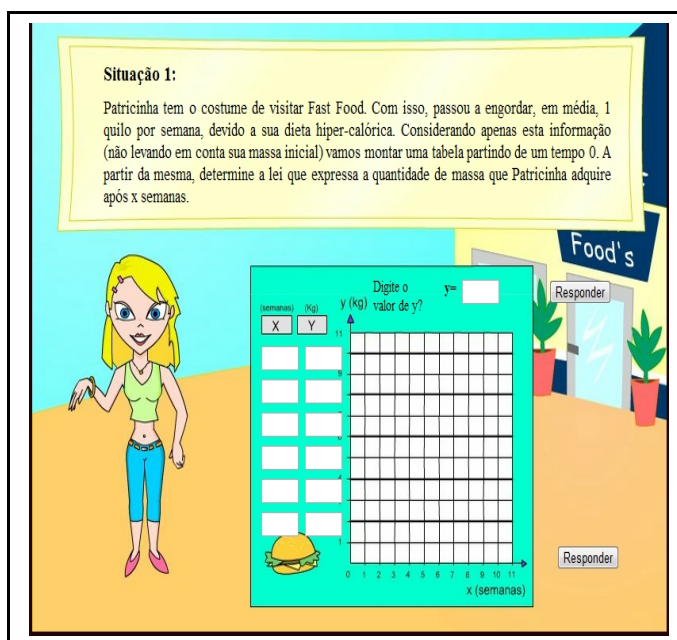 Situação 1:
Patricinha tem o costume de visitar Fast Food. Com isso, passou a engordar, em média, 1
quilo por semana, devido a sua dieta hiper-calórica. Considerando apenas esta informação
(não levando em conta sua massa inicial) vamos montar uma tabela partindo de um tempo 0. A
partir da mesma, determine a lei que expressa a quantidade de massa que Patricinha adquire
após x semanas.
Food's
Digite o
valor de y?
y=
Responder
(semanas) (Kg)
X Y
y (kg)
11
9
1
0 1 2 3 4 5 6 7 8 9 10 11
x (semanas)
Responder